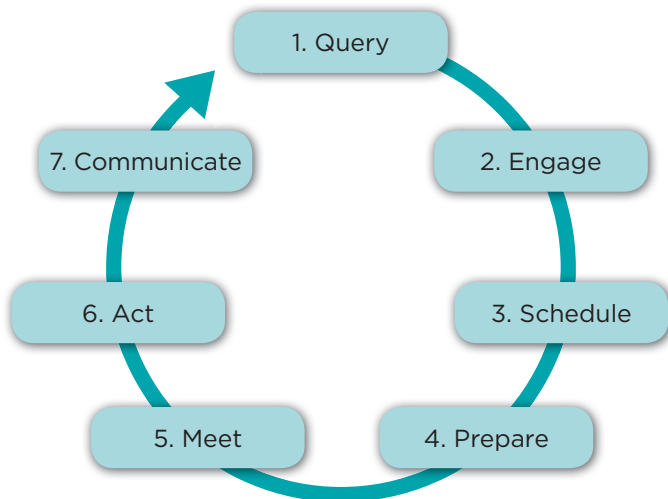 1. Query
2. Engage
3. Schedule
4. Prepare
5. Meet
6. Act
7. Communicate